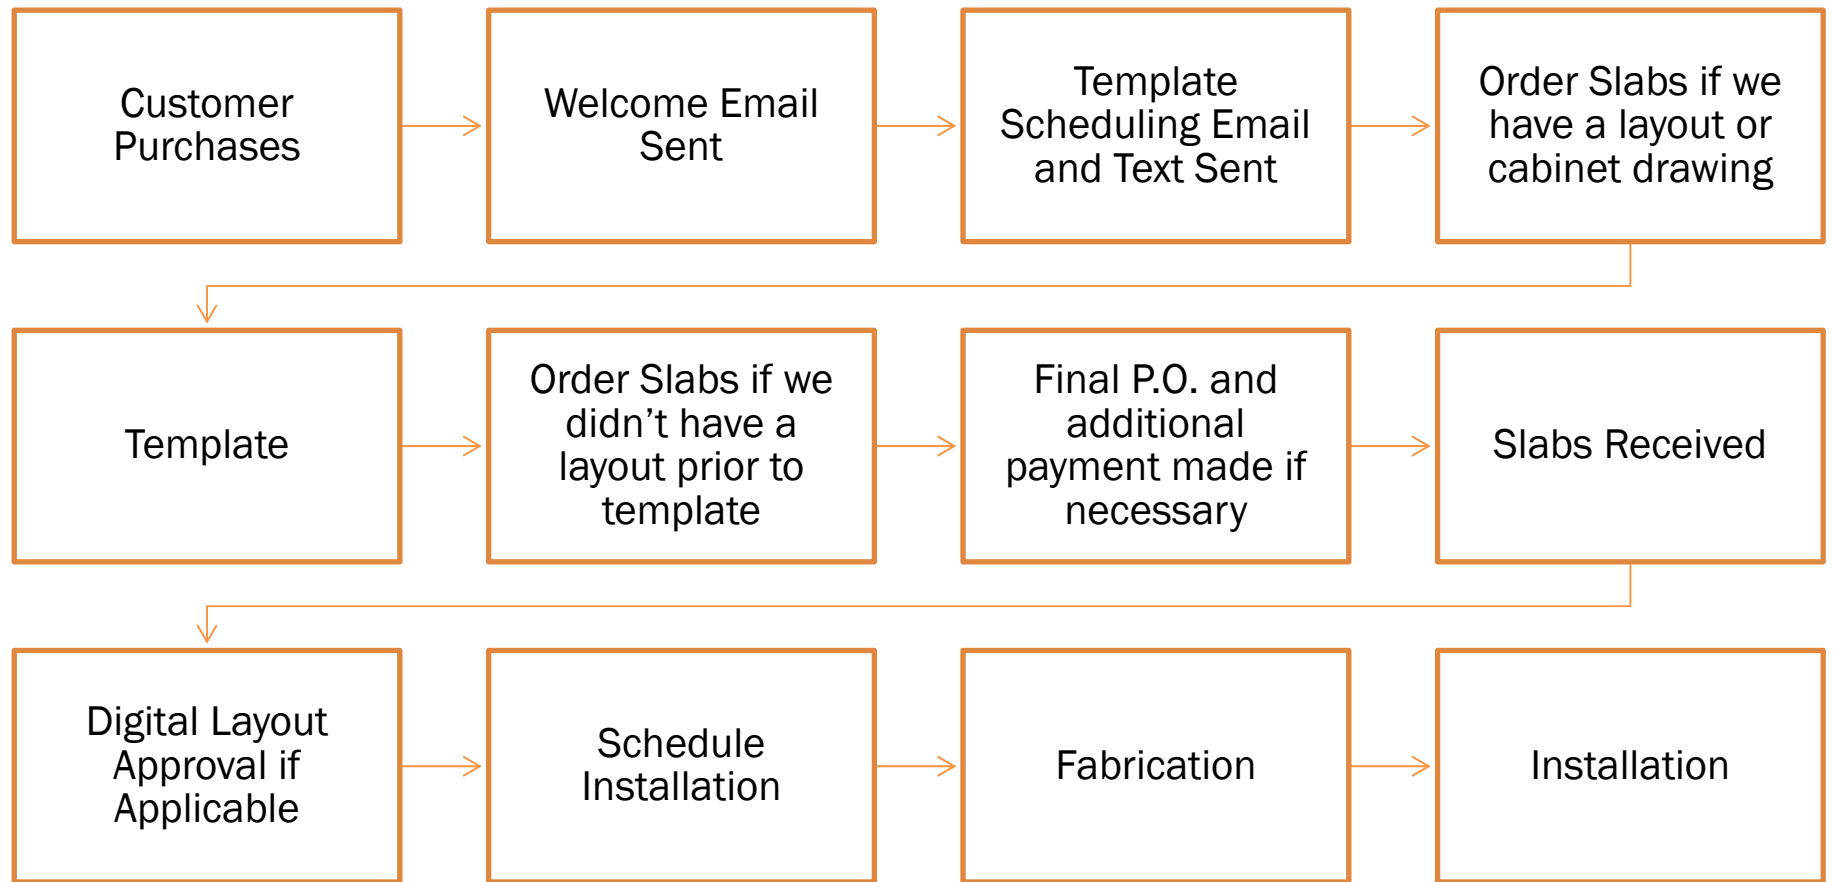 Customer
Purchases
Welcome Email
Sent
Template
Scheduling Email
and Text Sent
Order Slabs if we
have a layout or
cabinet drawing
Template
Order Slabs if we
didn’t have a
layout prior to
template
Final P.O. and
additional
payment made if
necessary
Slabs Received
Digital Layout
Approval if
Applicable
Schedule
Installation
Fabrication
Installation